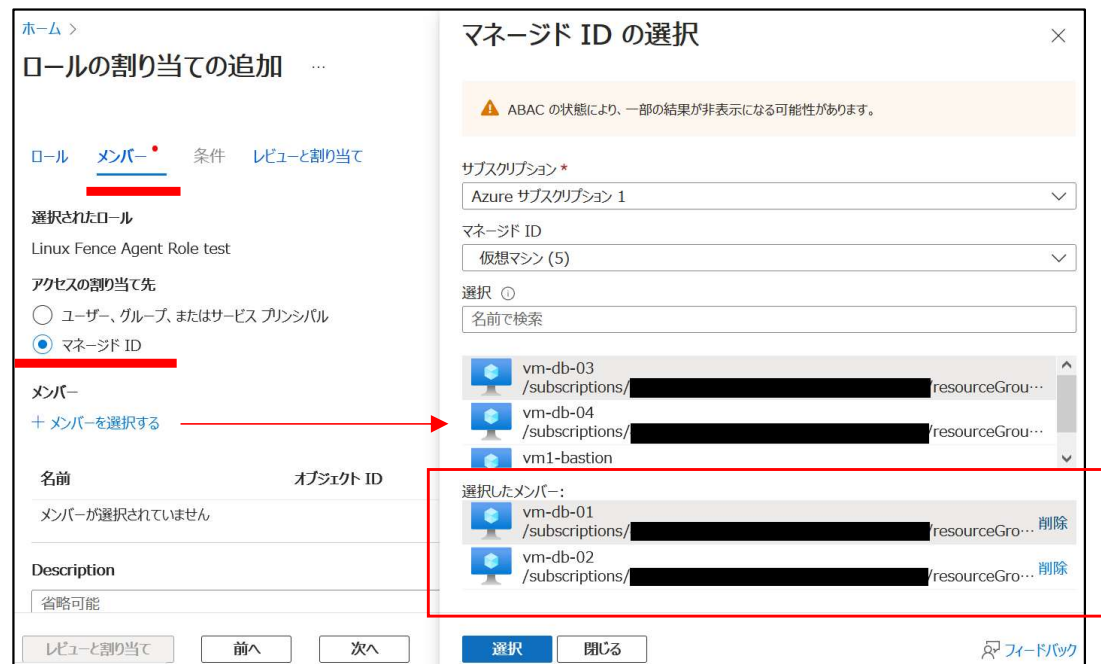 ホーム >
ロールの割り当ての追加 …
ロール メンバー 条件 レビューと割り当て
選択されたロール
Linux Fence Agent Role test
アクセスの割り当て先
ユーザー、グループ、またはサービス プリンシパル
マネージド ID
メンバー
+ メンバーを選択する
名前 オブジェクト ID
メンバーが選択されていません
Description
省略可能
レビューと割り当て 前へ 次へ
マネージド ID の選択
ABAC の状態により、一部の結果が非表示になる可能性があります。
サブスクリプション *
Azure サブスクリプション 1
マネージド ID
仮想マシン (5)
選択
名前で検索
vm-db-03
/subscriptions/ /resourceGrou…
vm-db-04
/subscriptions/ /resourceGrou…
vm1-bastion
選択したメンバー:
vm-db-01
/subscriptions/ /resourceGro… 削除
vm-db-02
/subscriptions/ /resourceGro… 削除
選択 閉じる フィードバック